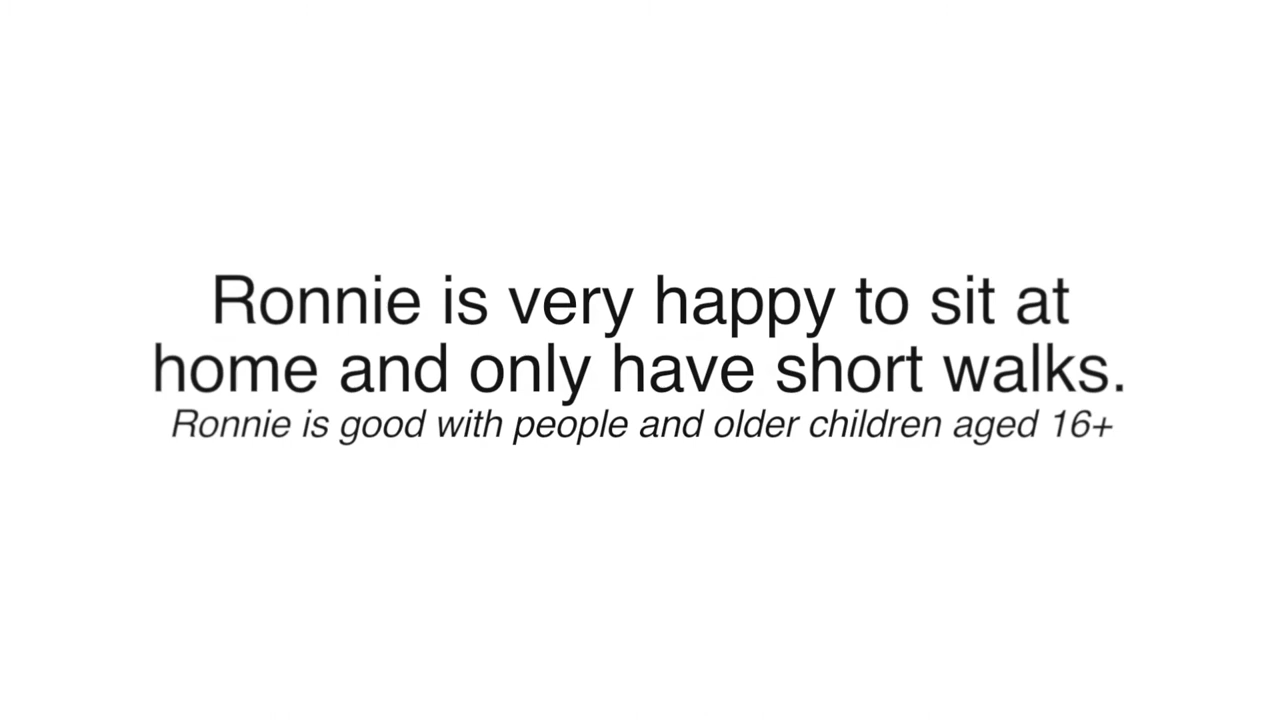 Ronnie is very happy to sit at
home and only have short walks.
Ronnie is good with people and older children aged 16+